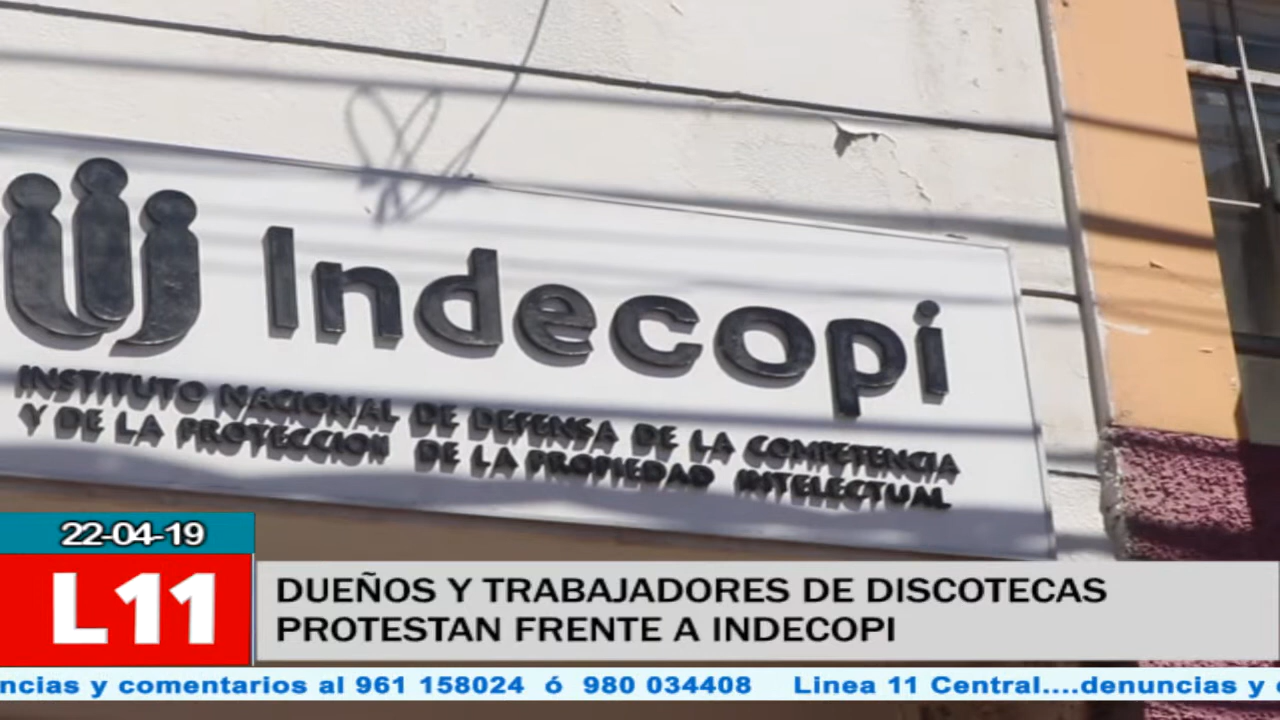 Indecopi
INSTITUTO NACIONAL DE DEFENSA DE LA COMPETENCIA
Y DE LA PROTECCION DE LA PROPIEDAD INTELECTUAL
22-04-19
L11
DUEÑOS Y TRABAJADORES DE DISCOTECAS
PROTESTAN FRENTE A INDECOPI
ncias y comentarios al 961 158024 ó 980 034408 Linea 11 Central....denuncias y